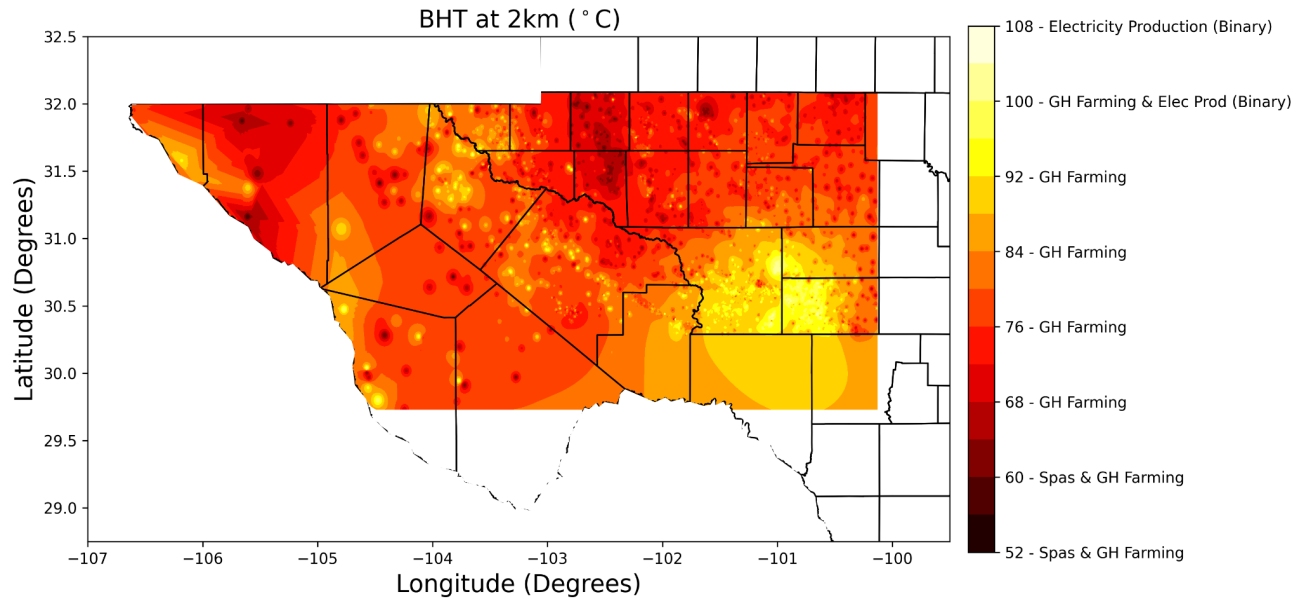 BHT at 2km (°C)
108 - Electricity Production (Binary)
100 - GH Farming & Elec Prod (Binary)
92 - GH Farming
84 - GH Farming
76 - GH Farming
68 - GH Farming
60 - Spas & GH Farming
52 - Spas & GH Farming
Latitude (Degrees)
32.5
32.0
31.5
31.0
30.5
30.0
29.5
29.0
−107
−106
−105
−104
−103
−102
−101
−100
Longitude (Degrees)